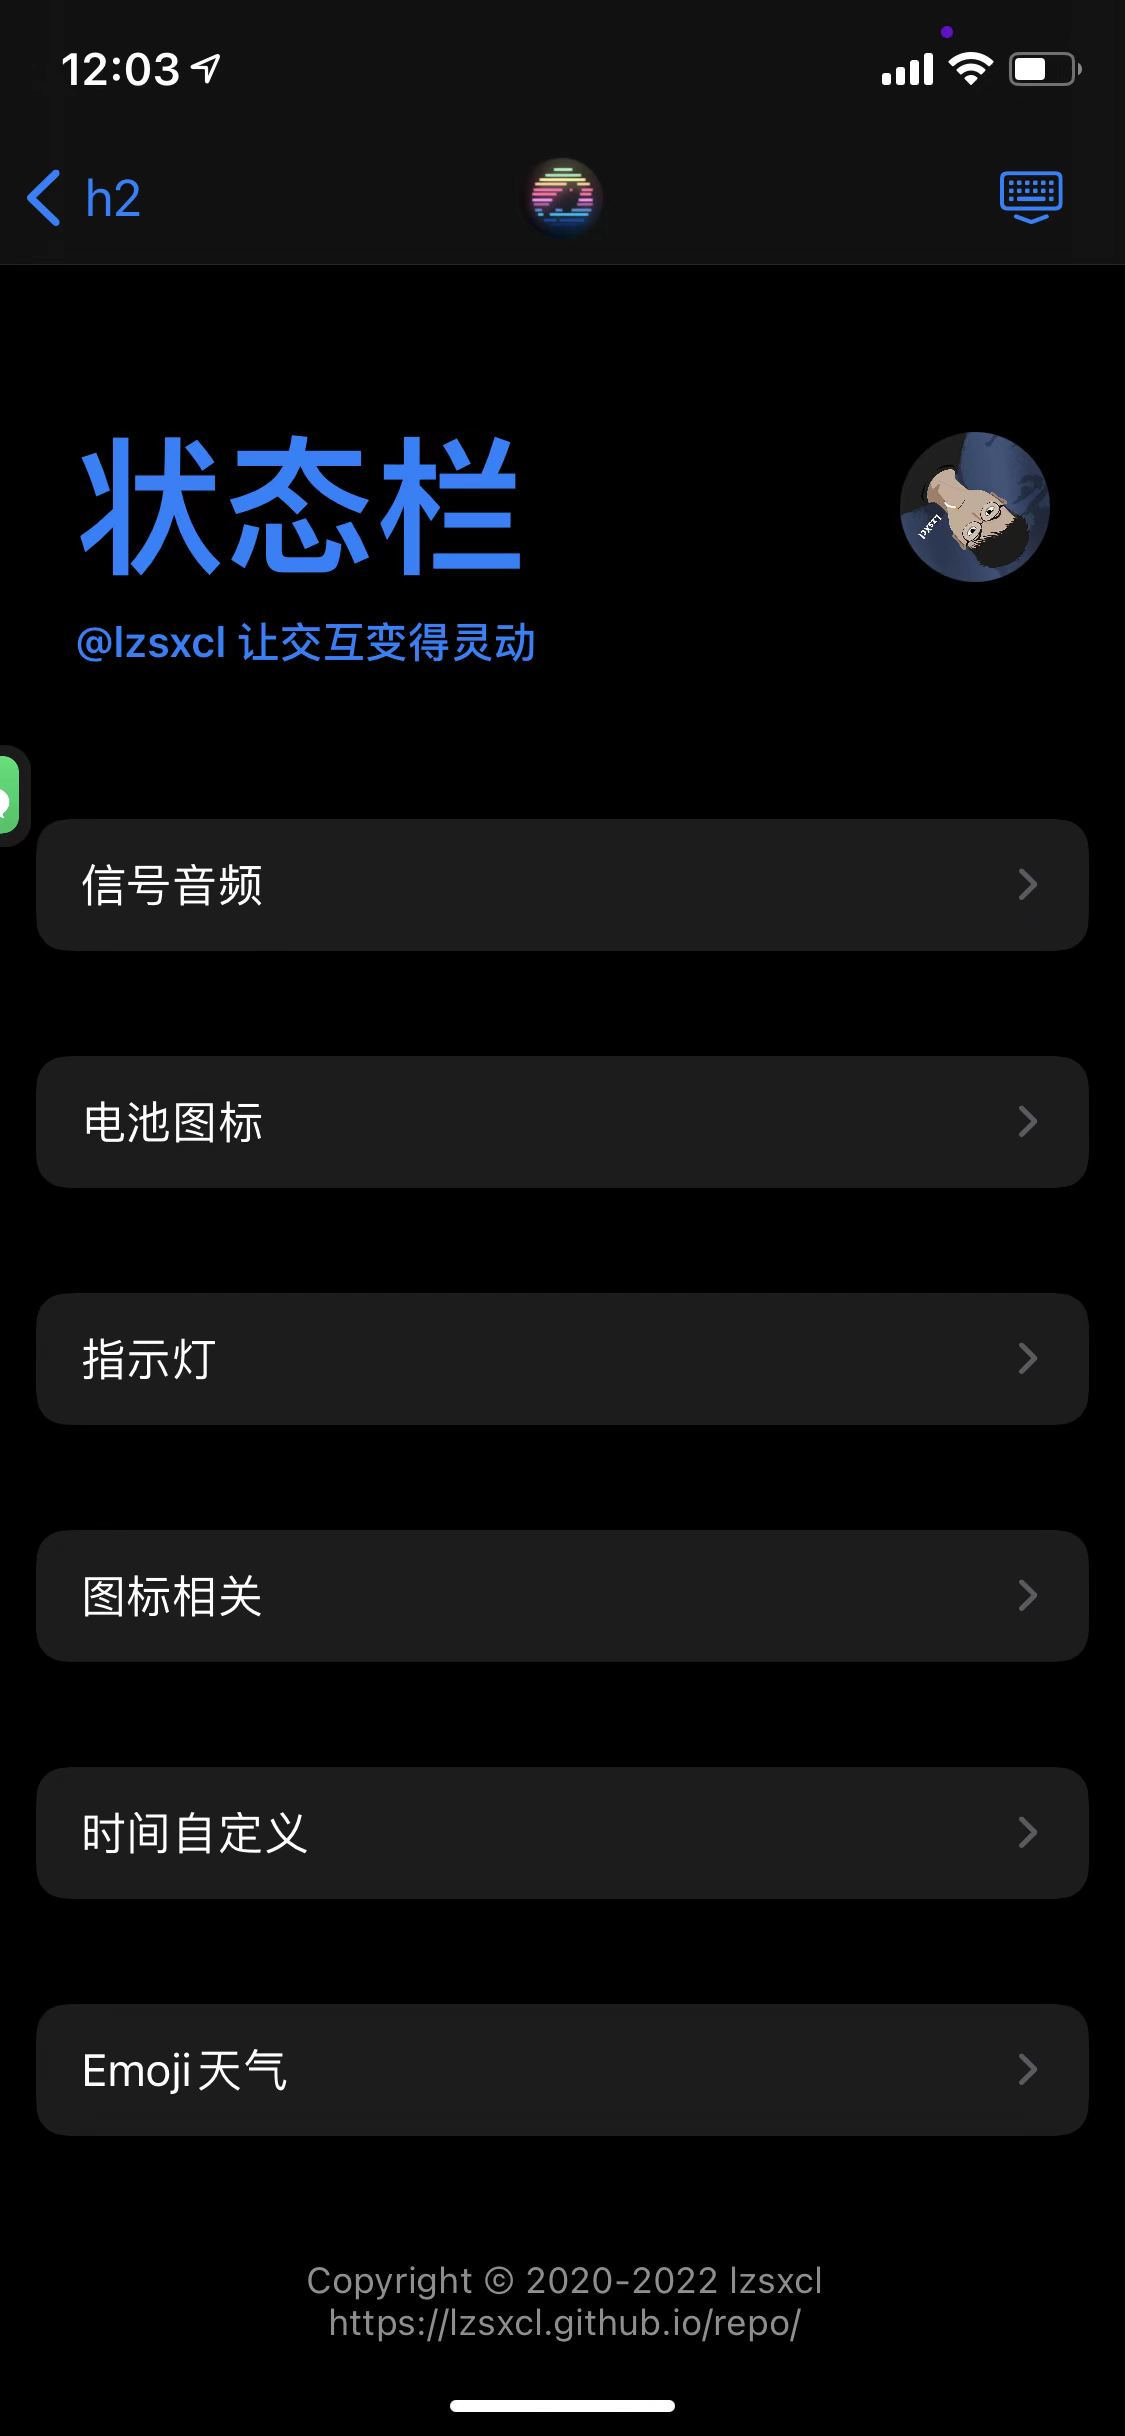 12:03
h2
状态栏
lzsxcl
@lzsxcl 让交互变得灵动
信号音频
电池图标
指示灯
图标相关
时间自定义
Emoji天气
Copyright © 2020-2022 lzsxcl
https://lzsxcl.github.io/repo/